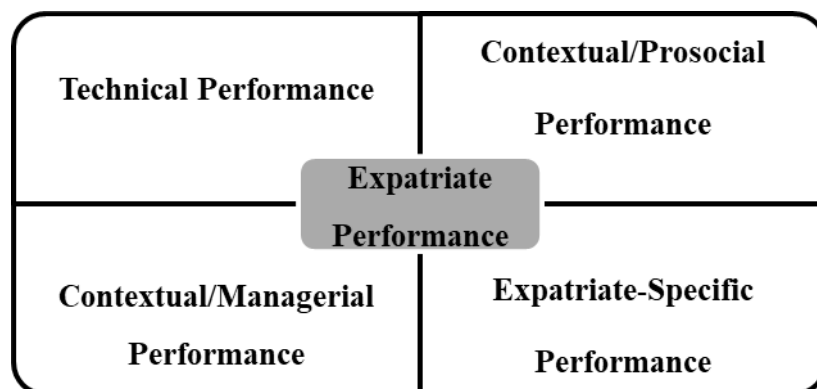 Technical Performance
Contextual/Prosocial
Performance
Expatriate
Performance
Contextual/Managerial
Performance
Expatriate-Specific
Performance